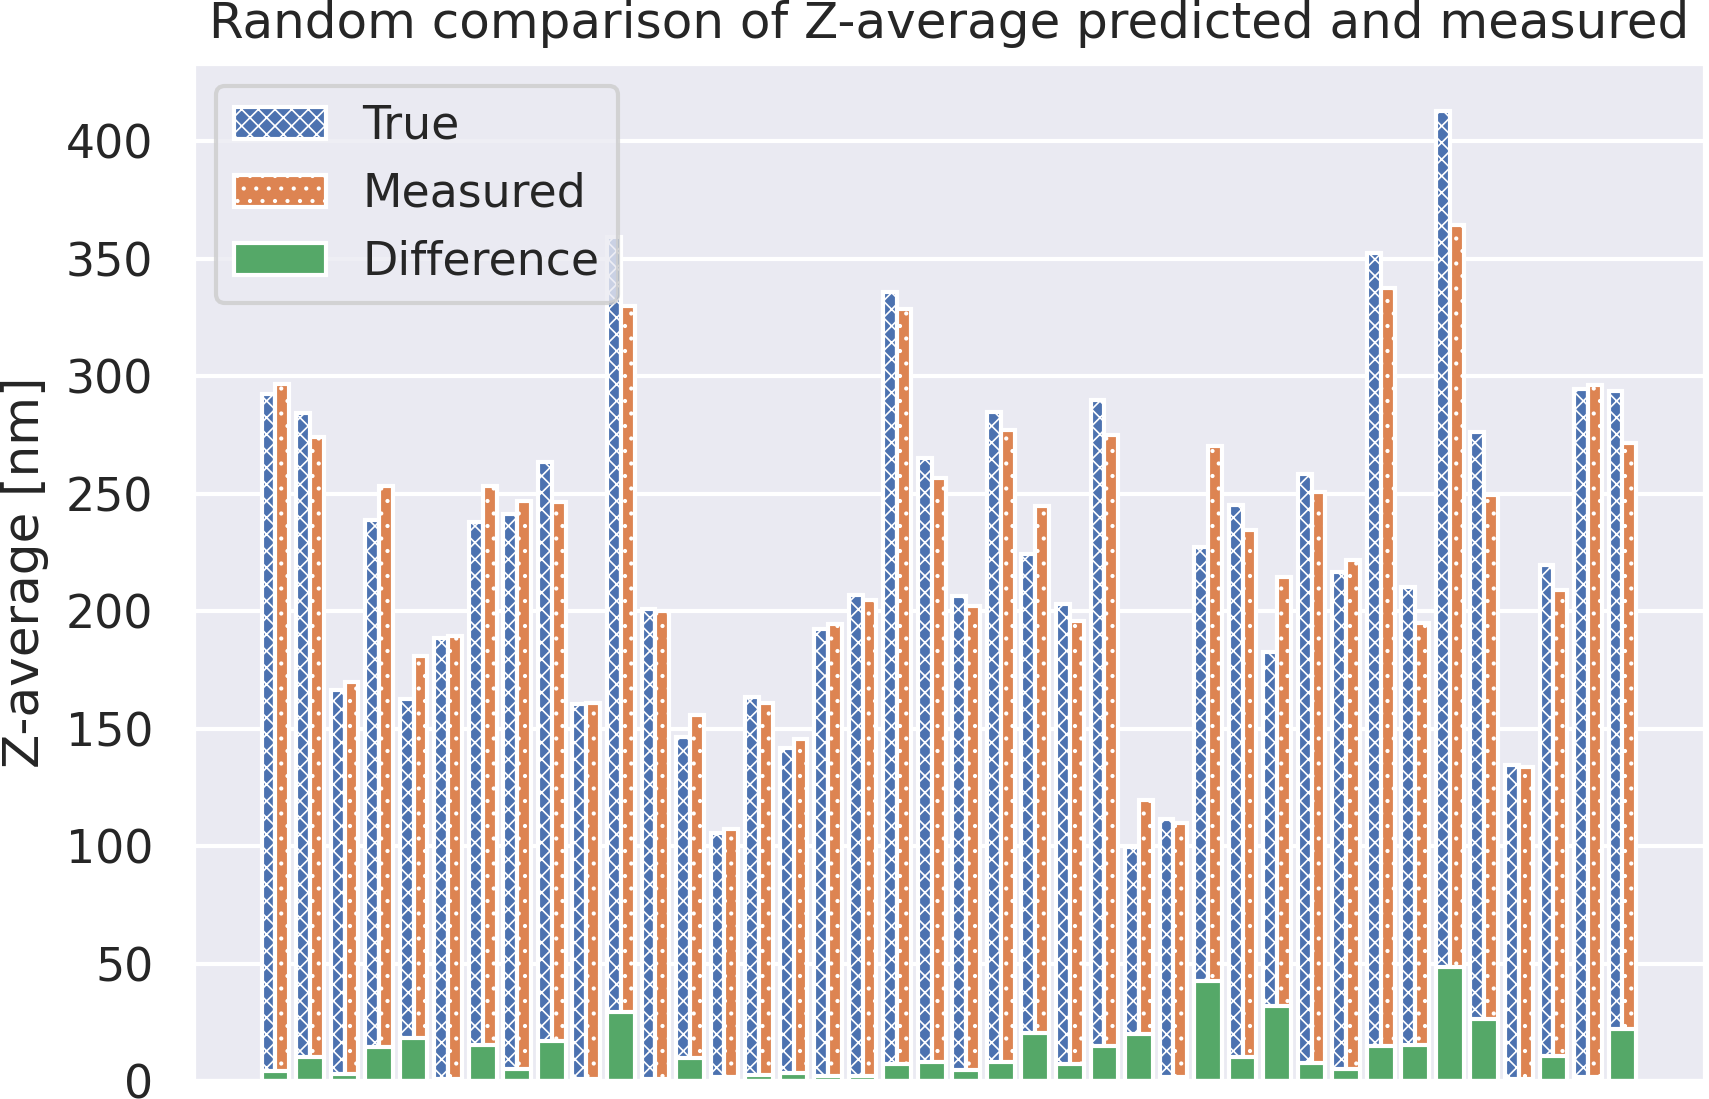 Random comparison of Z-average predicted and measured
True
Measured
Difference
Z-average [nm]
400
350
300
250
200
150
100
50
0